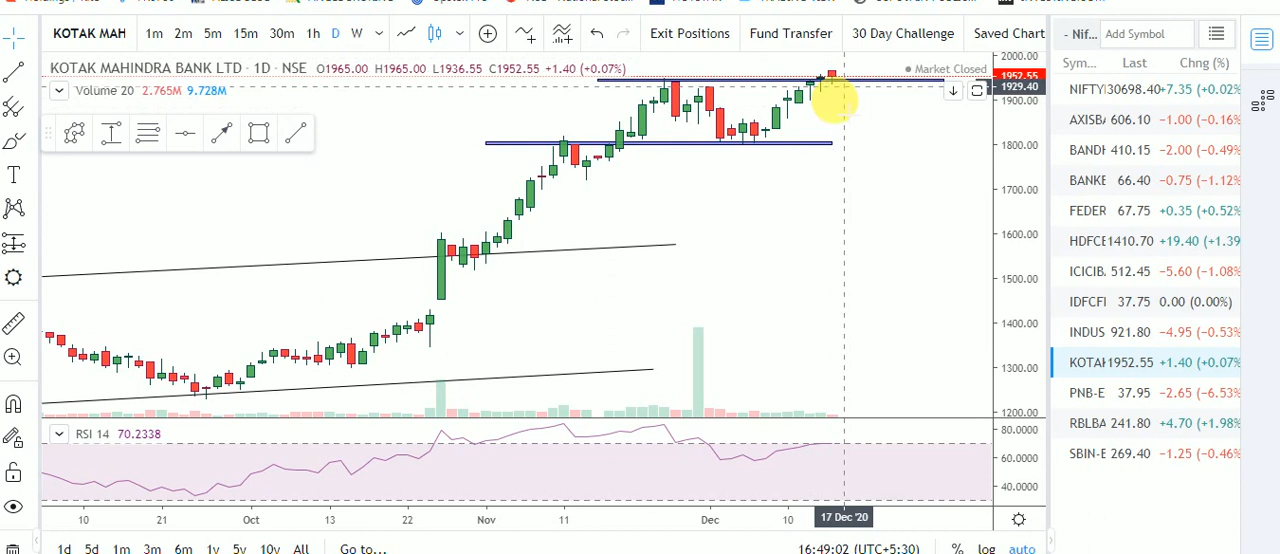 KOTAK MAH 1m 2m 5m 15m 30m 1h D W Exit Positions Fund Transfer 30 Day Challenge Saved Chart
- Nif... Add Symbol
KOTAK MAHINDRA BANK LTD · 1D · NSE O1965.00 H1965.00 L1936.55 C1952.55 +1.40 (+0.07%)
Market Closed
Volume 20 2.765M 9.728M
2000.00
1952.55
1929.40
1900.00
1800.00
1700.00
1600.00
1500.00
1400.00
1300.00
1200.00
RSI 14 70.2338
80.0000
60.0000
40.0000
10 21 Oct 13 22 Nov 11 Dec 10 17 Dec '20
1d 5d 1m 3m 6m 1y 5y 10y All Go to... 16:49:02 (UTC+5:30) % log auto
Sym... Last Chng (%)
NIFTY 30698.40 +7.35 (+0.02%
AXISB 606.10 −1.00 (−0.16%
BANDH 410.15 −2.00 (−0.49%
BANKE 66.40 −0.75 (−1.12%
FEDER 67.75 +0.35 (+0.52%
HDFCB 1410.70 +19.40 (+1.39
ICICIB. 512.45 −5.60 (−1.08%
IDFCFI 37.75 0.00 (0.00%)
INDUS 921.80 −4.95 (−0.53%
KOTAK 1952.55 +1.40 (+0.07%
PNB-E 37.95 −2.65 (−6.53%
RBLBA 241.80 +4.70 (+1.98%
SBIN-E 269.40 −1.25 (−0.46%